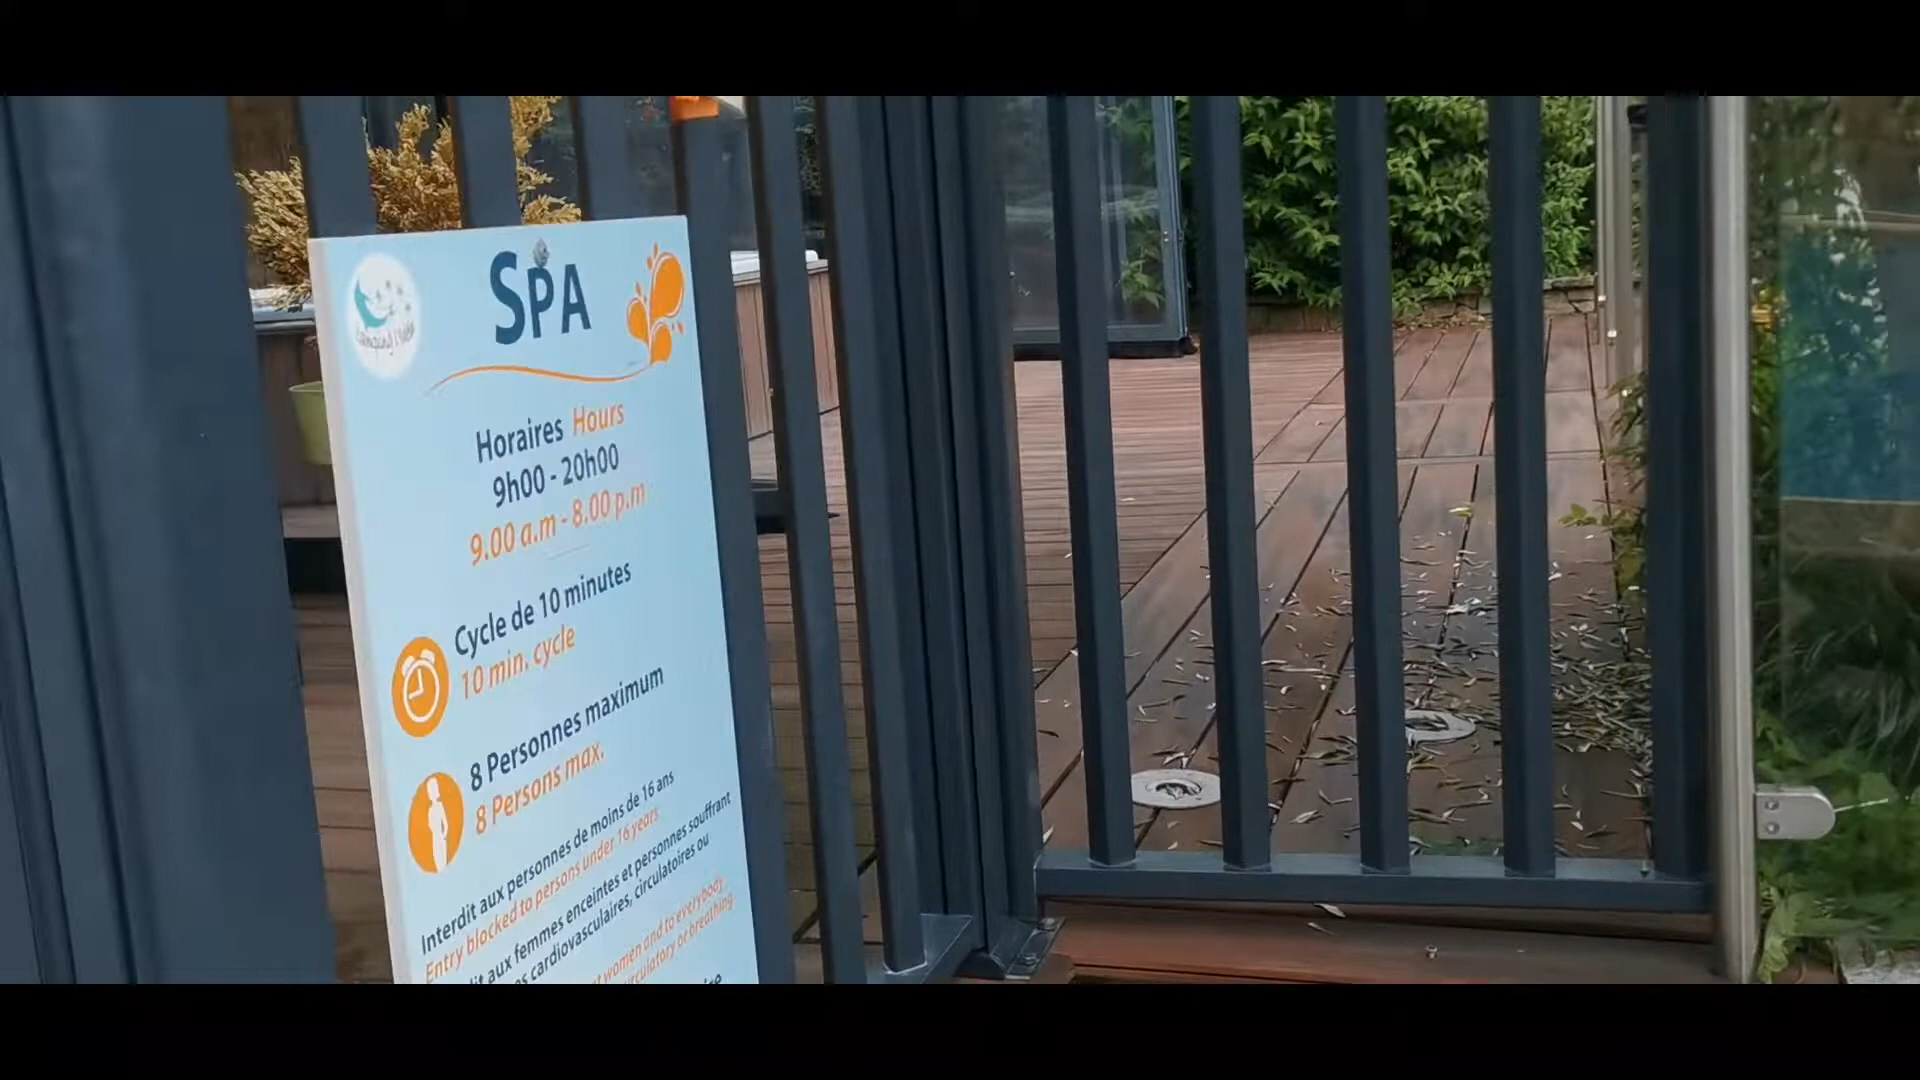 SPA
Horaires Hours
9h00 - 20h00
9.00 a.m - 8.00 p.m
Cycle de 10 minutes
10 min. cycle
8 Personnes maximum
8 Persons max.
Interdit aux personnes de moins de 16 ans
Entry blocked to persons under 16 years
aux femmes enceintes et personnes souffrant
cardiovasculaires, circulatoires ou
women and to everybody
or breathing